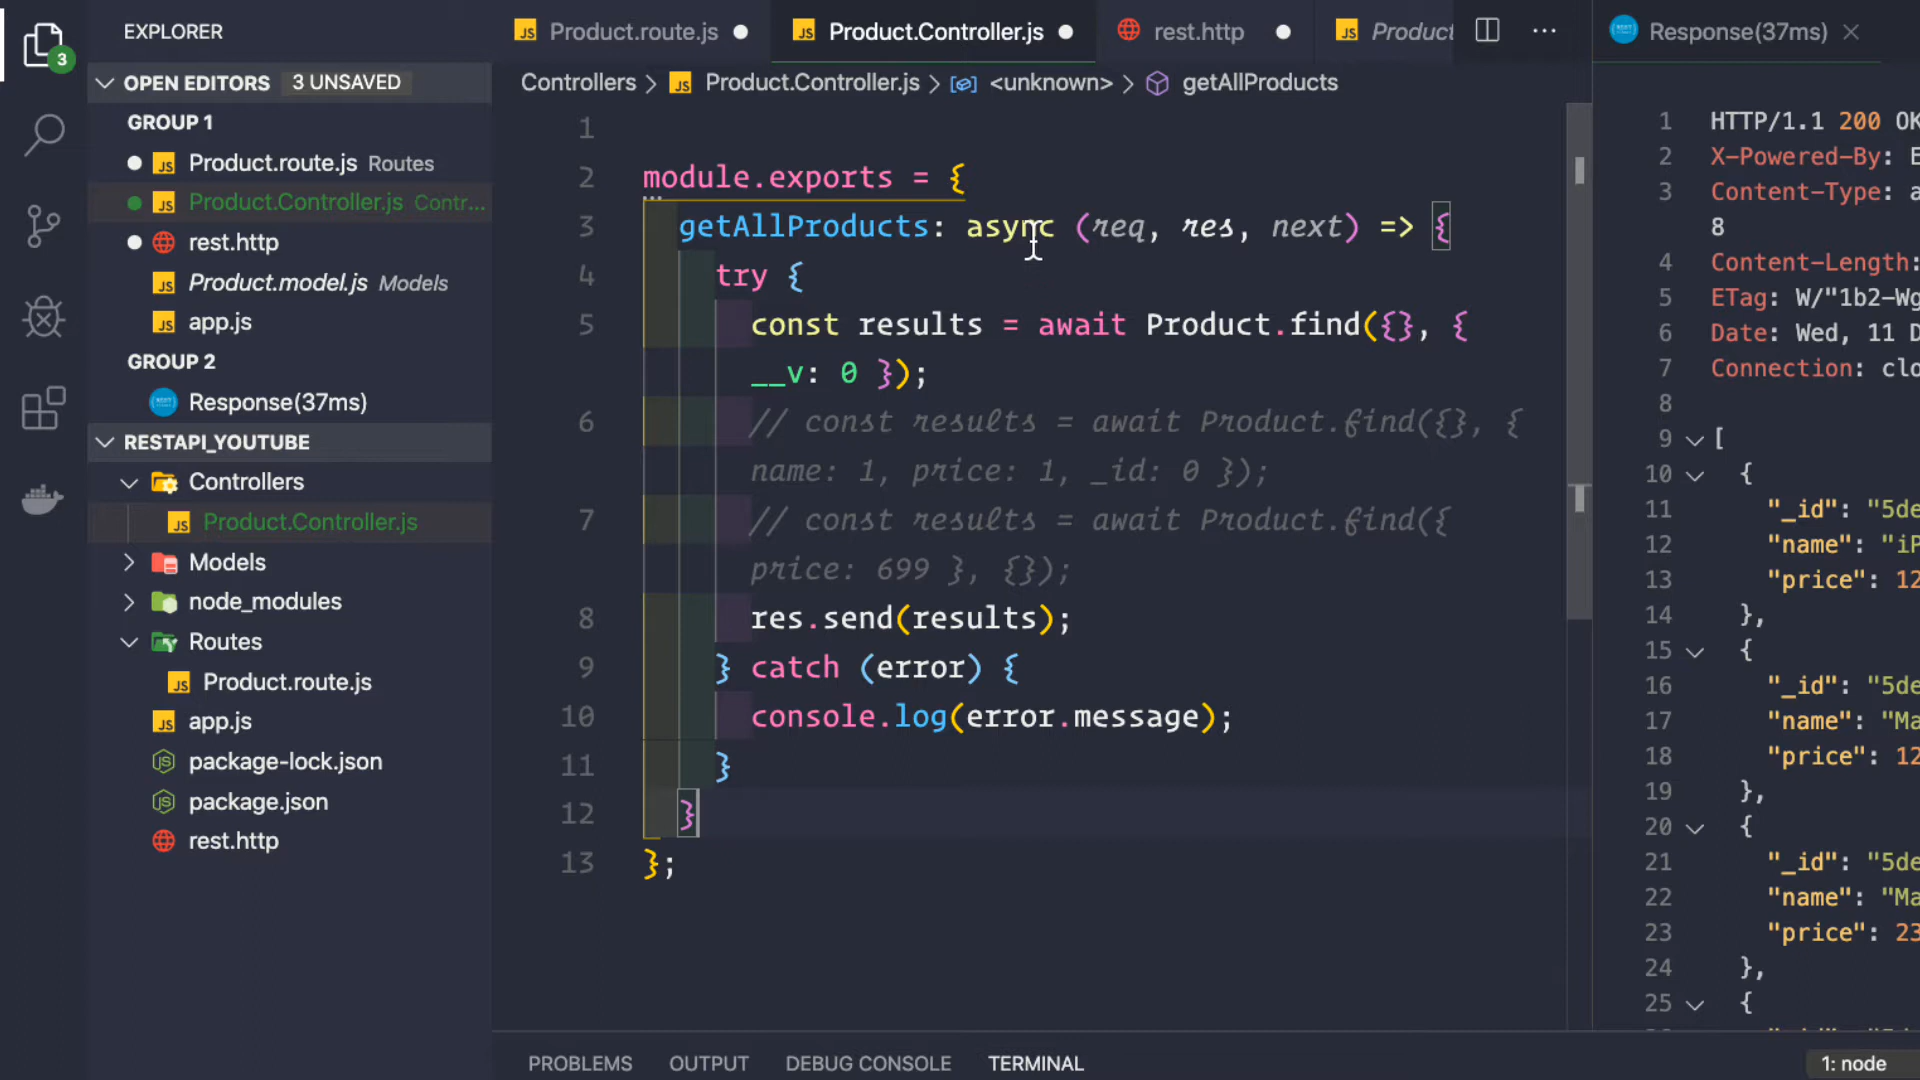 EXPLORER
OPEN EDITORS 3 UNSAVED
GROUP 1
Product.route.js Routes
Product.Controller.js Contr...
rest.http
Product.model.js Models
app.js
GROUP 2
Response(37ms)
RESTAPI_YOUTUBE
Controllers
Product.Controller.js
Models
node_modules
Routes
Product.route.js
app.js
package-lock.json
package.json
rest.http
3
Product.route.js Product.Controller.js rest.http Product
Controllers > Product.Controller.js > <unknown> > getAllProducts
1
2 module.exports = {
3 getAllProducts: async (req, res, next) => {
4 try {
5 const results = await Product.find({}, {
__v: 0 });
6 // const results = await Product.find({}, {
name: 1, price: 1, _id: 0 });
7 // const results = await Product.find({
price: 699 }, {});
8 res.send(results);
9 } catch (error) {
10 console.log(error.message);
11 }
12 }
13 };
PROBLEMS OUTPUT DEBUG CONSOLE TERMINAL
1: node
Response(37ms)
1 HTTP/1.1 200 OK
2 X-Powered-By: E
3 Content-Type: a
8
4 Content-Length:
5 ETag: W/"1b2-Wg
6 Date: Wed, 11 D
7 Connection: clo
8
9 [
10 {
11 "_id": "5de
12 "name": "iP
13 "price": 12
14 },
15 {
16 "_id": "5de
17 "name": "Ma
18 "price": 12
19 },
20 {
21 "_id": "5de
22 "name": "Ma
23 "price": 23
24 },
25 {